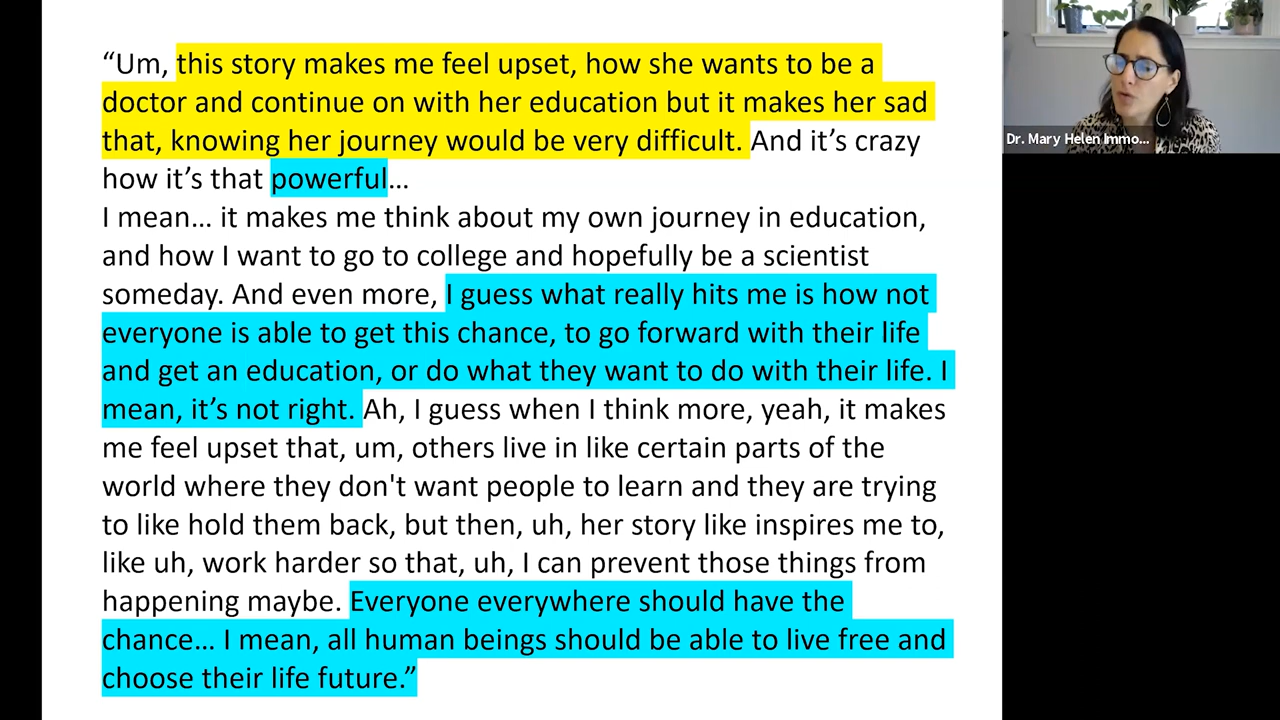 “Um, this story makes me feel upset, how she wants to be a
doctor and continue on with her education but it makes her sad
that, knowing her journey would be very difficult. And it’s crazy
how it’s that powerful…
I mean… it makes me think about my own journey in education,
and how I want to go to college and hopefully be a scientist
someday. And even more, I guess what really hits me is how not
everyone is able to get this chance, to go forward with their life
and get an education, or do what they want to do with their life. I
mean, it’s not right. Ah, I guess when I think more, yeah, it makes
me feel upset that, um, others live in like certain parts of the
world where they don't want people to learn and they are trying
to like hold them back, but then, uh, her story like inspires me to,
like uh, work harder so that, uh, I can prevent those things from
happening maybe. Everyone everywhere should have the
chance… I mean, all human beings should be able to live free and
choose their life future.”
Dr. Mary Helen Immo...